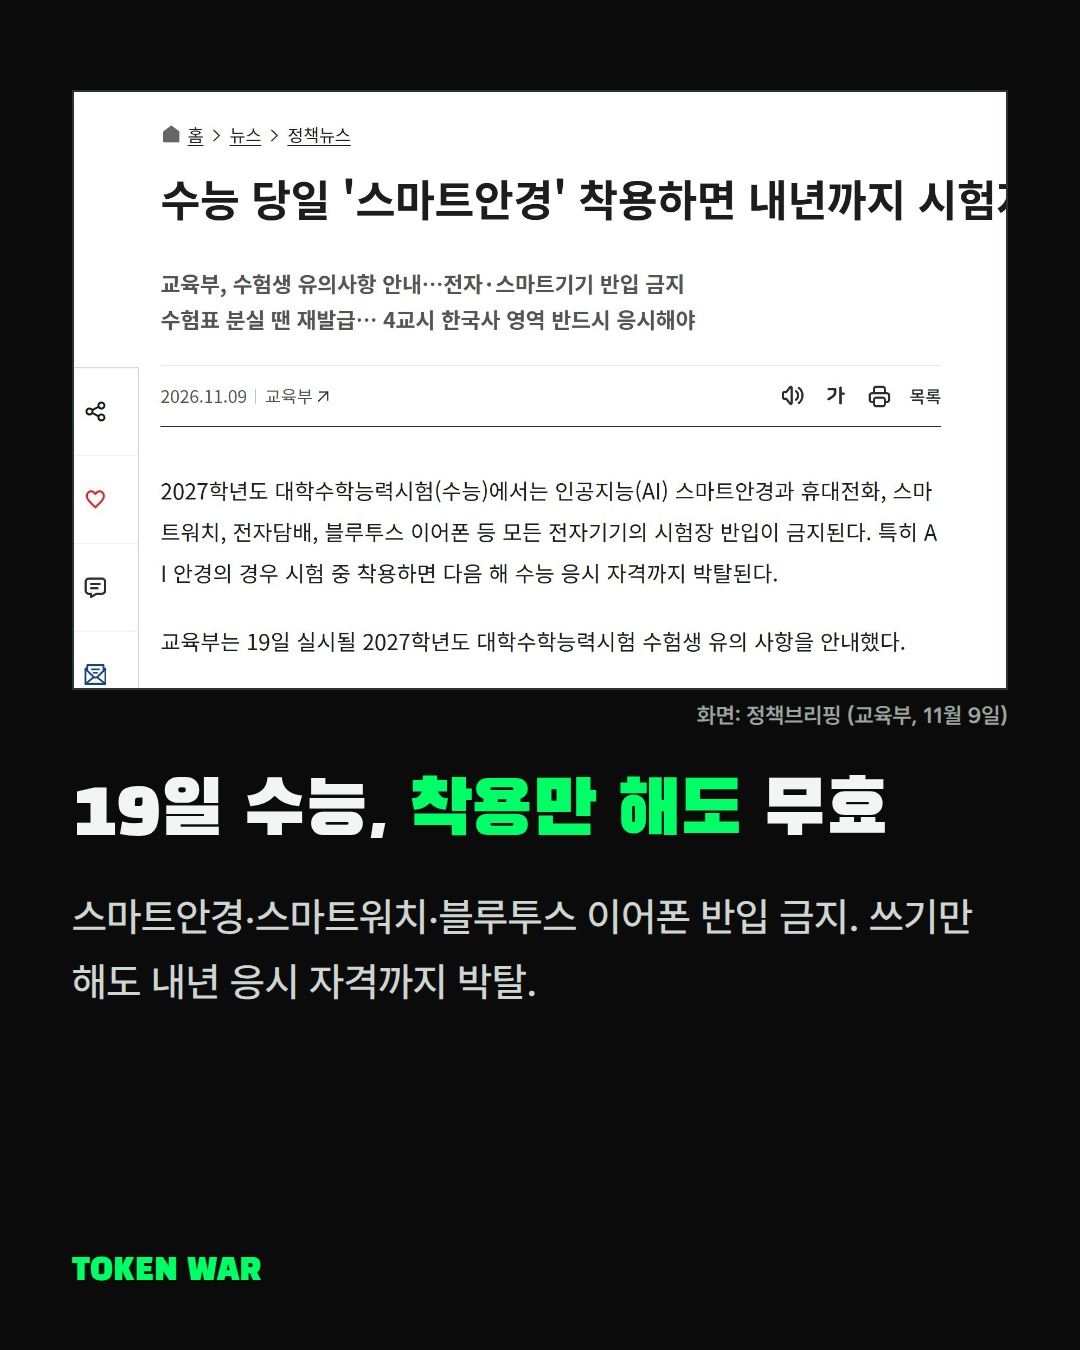 홈 > 뉴스 > 정책뉴스
수능 당일 '스마트안경' 착용하면 내년까지
교육부, 수험생 유의사항 안내…전자·스마트기기 반입 금지
수험표 분실 땐 재발급… 4교시 한국사 영역 반드시 응시해야
2026.11.09 교육부 가 목록
2027학년도 대학수학능력시험(수능)에서는 인공지능(AI) 스마트안경과 휴대전화, 스마
트워치, 전자담배, 블루투스 이어폰 등 모든 전자기기의 시험장 반입이 금지된다. 특히 A
I 안경의 경우 시험 중 착용하면 다음 해 수능 응시 자격까지 박탈된다.
교육부는 19일 실시될 2027학년도 대학수학능력시험 수험생 유의 사항을 안내했다.
화면: 정책브리핑 (교육부, 11월 9일)
19일 수능, 착용만 해도 무효
스마트안경·스마트워치·블루투스 이어폰 반입 금지. 쓰기만
해도 내년 응시 자격까지 박탈.
TOKEN WAR